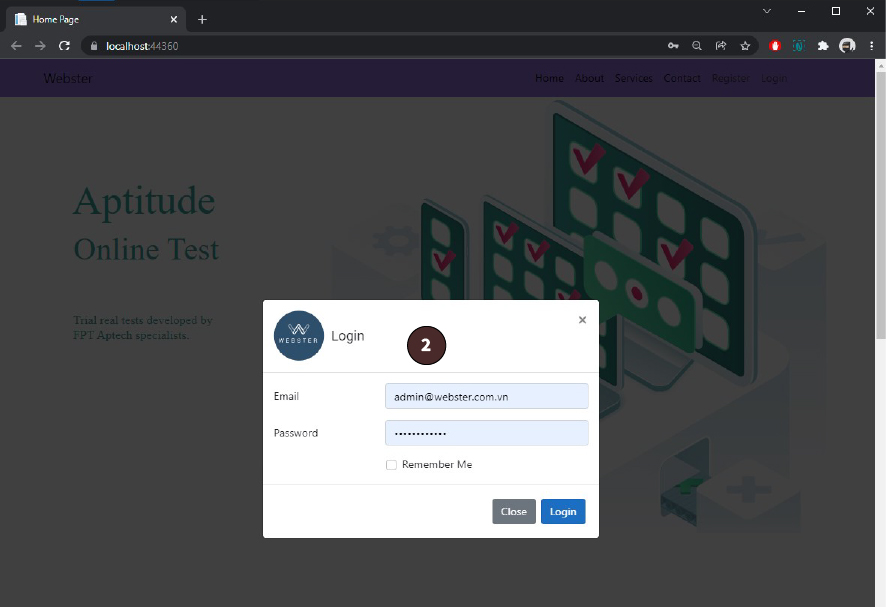 Home Page
localhost:44360
Webster
Home About Services Contact Register Login
Aptitude
Online Test
Trial real tests developed by
FPT Aptech specialists.
WEBSTER
Login
2
Email
admin@webster.com.vn
Password
••••••••••••
Remember Me
Close Login